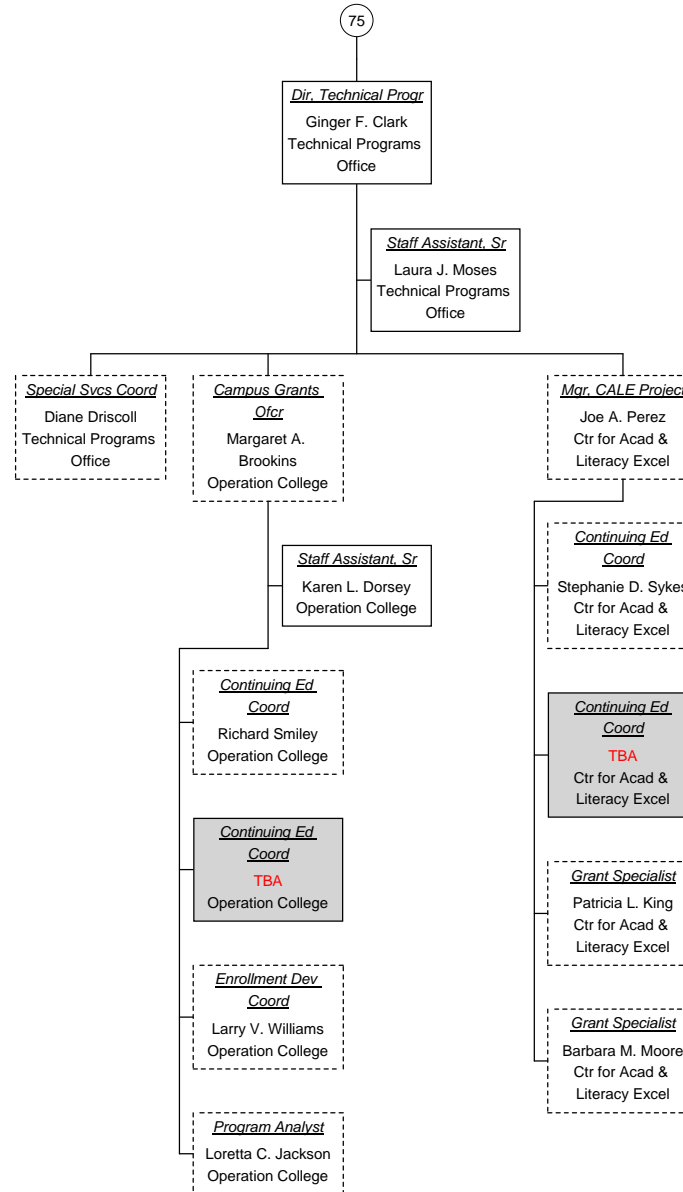 75
Dir, Technical Progr
Ginger F. Clark
Technical Programs
Office
Staff Assistant, Sr
Laura J. Moses
Technical Programs
Office
Special Svcs Coord
Diane Driscoll
Technical Programs
Office
Campus Grants
Ofcr
Margaret A.
Brookins
Operation College
Mgr, CALE Project
Joe A. Perez
Ctr for Acad &
Literacy Excel
Staff Assistant, Sr
Karen L. Dorsey
Operation College
Continuing Ed
Coord
Richard Smiley
Operation College
Continuing Ed
Coord
TBA
Operation College
Enrollment Dev
Coord
Larry V. Williams
Operation College
Program Analyst
Loretta C. Jackson
Operation College
Continuing Ed
Coord
Stephanie D. Sykes
Ctr for Acad &
Literacy Excel
Continuing Ed
Coord
TBA
Ctr for Acad &
Literacy Excel
Grant Specialist
Patricia L. King
Ctr for Acad &
Literacy Excel
Grant Specialist
Barbara M. Moore
Ctr for Acad &
Literacy Excel